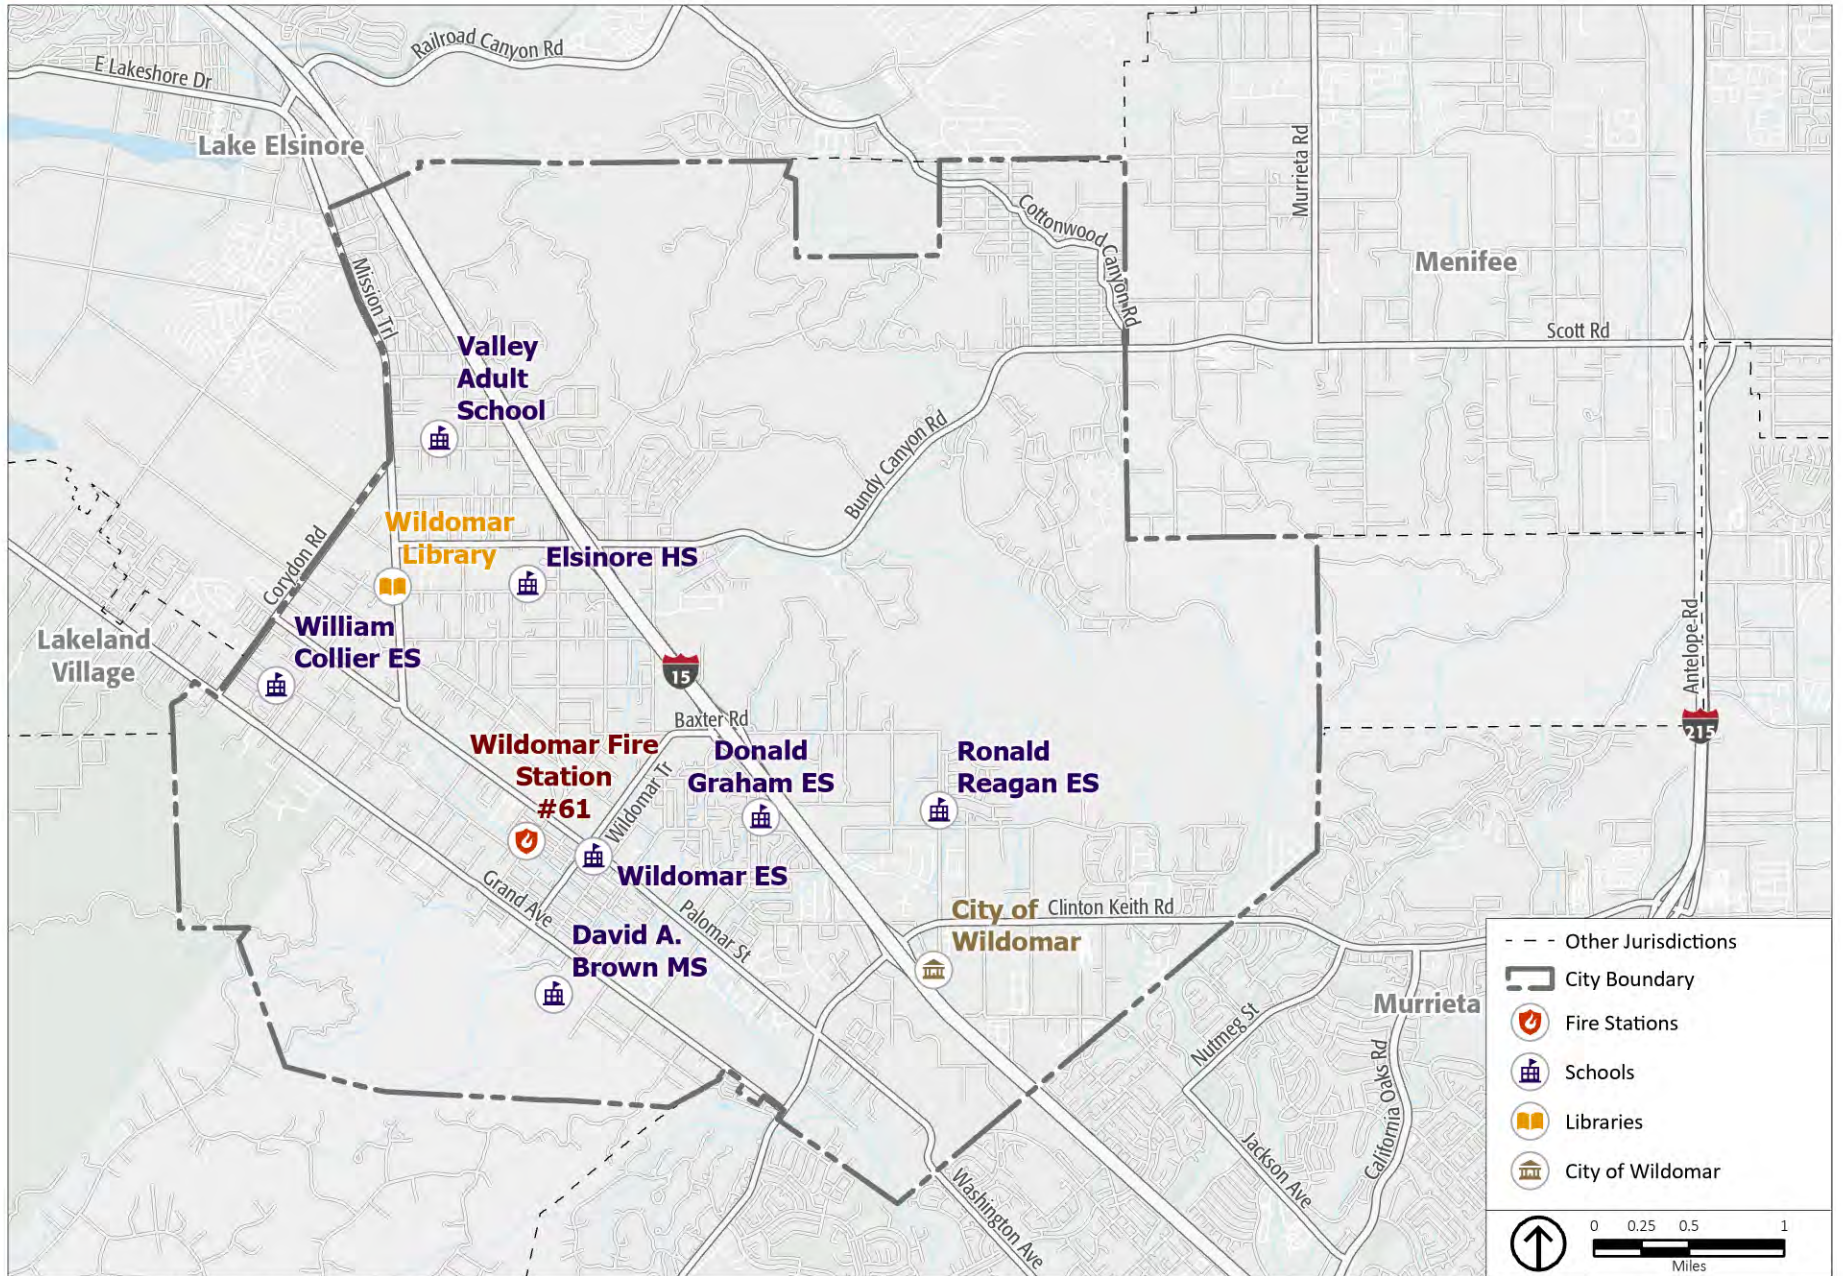 Railroad Canyon Rd
E Lakeshore Dr
Lake Elsinore
Murrieta Rd
Cottonwood Canyon Rd
Menifee
Mission Trl
Scott Rd
Valley
Adult
School
Bundy Canyon Rd
Wildomar
Library
Elsinore HS
Corydon Rd
William
Collier ES
Lakeland
Village
Antelope Rd
15
215
Baxter Rd
Wildomar Fire
Station
#61
Wildomar Tr
Donald
Graham ES
Ronald
Reagan ES
Wildomar ES
Grand Ave
Palomar St
City of
Wildomar
Clinton Keith Rd
David A.
Brown MS
Murrieta
Nutmeg St
California Oaks Rd
Jackson Ave
Washington Ave
Other Jurisdictions
City Boundary
Fire Stations
Schools
Libraries
City of Wildomar
0 0.25 0.5 1
Miles